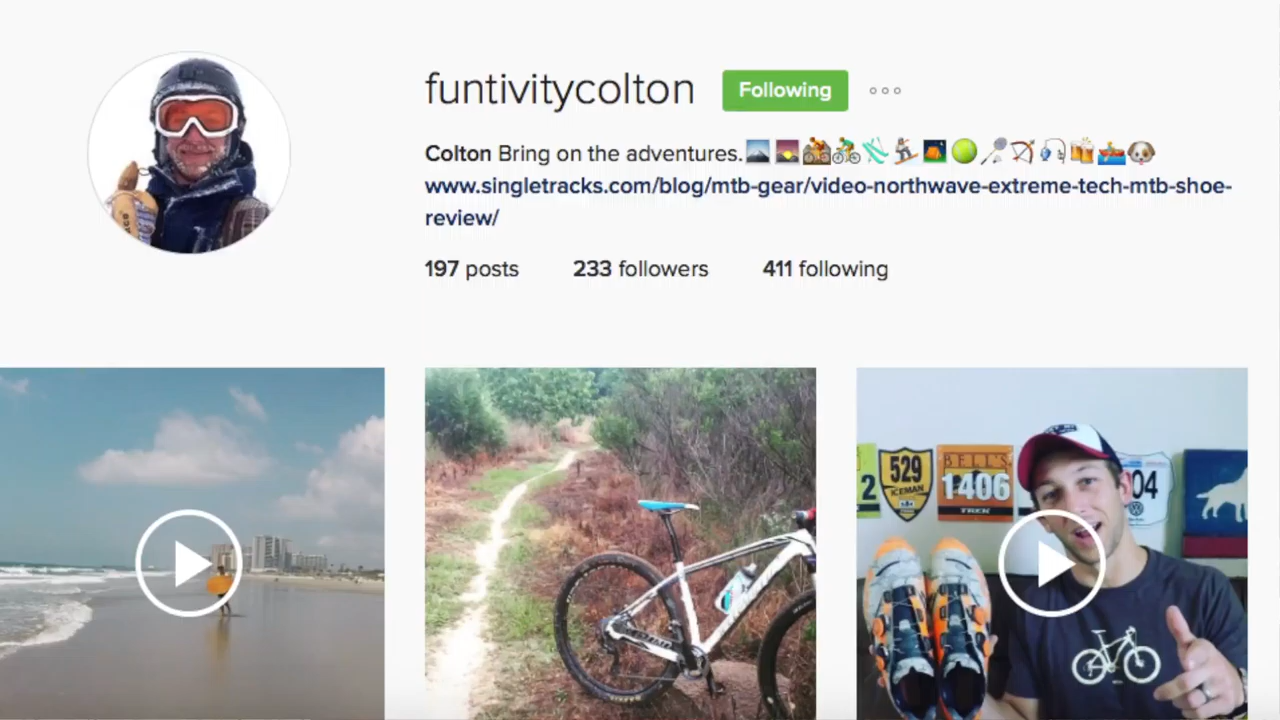 funtivitycolton Following
Colton Bring on the adventures.
www.singletracks.com/blog/mtb-gear/video-northwave-extreme-tech-mtb-shoe-
review/
197 posts 233 followers 411 following
2
529
ICEMAN
BELL'S
1406
TREK
04